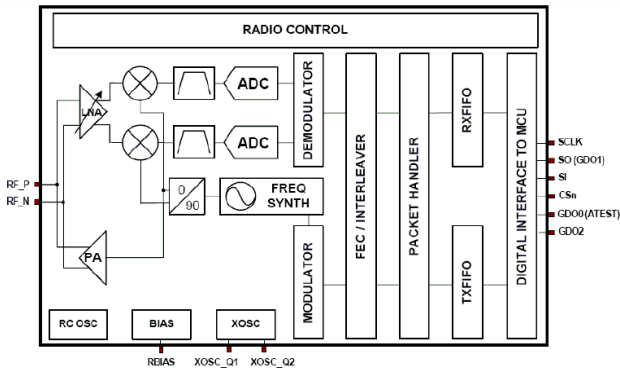 RADIO CONTROL
LNA
ADC
ADC
DEMODULATOR
FEC / INTERLEAVER
PACKET HANDLER
RXFIFO
DIGITAL INTERFACE TO MCU
SCLK
SO (GDO1)
SI
CSn
GDO0 (ATEST)
GDO2
RF_P
RF_N
0
90
FREQ
SYNTH
PA
MODULATOR
TXFIFO
RC OSC
BIAS
XOSC
RBIAS
XOSC_Q1
XOSC_Q2